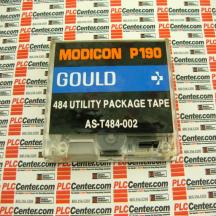 MODICON P190
GOULD
484 UTILITY PACKAGE TAPE
AS-T484-002
PLCCenter.com